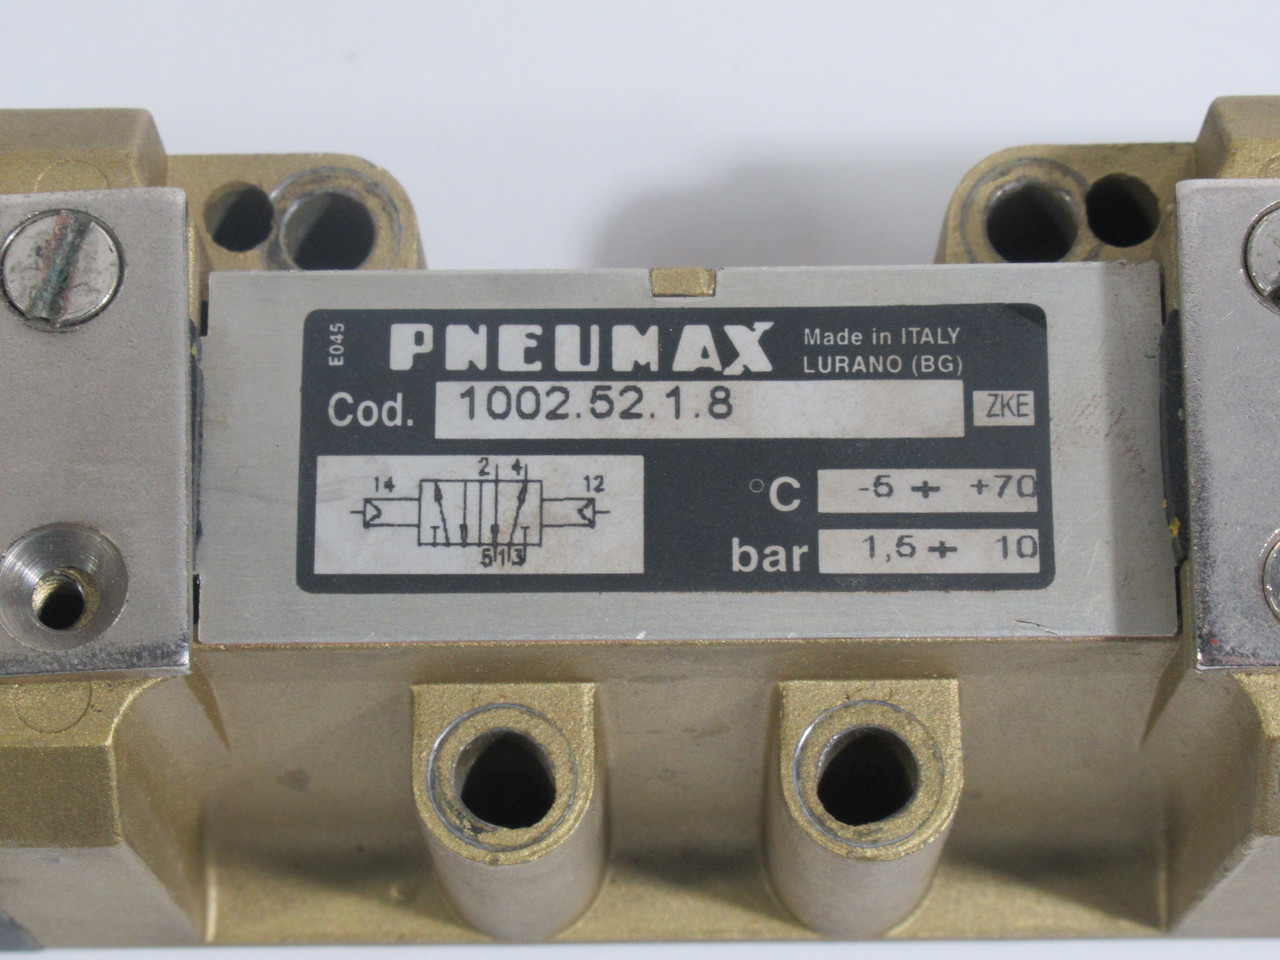 E045
PNEUMAX
Made in ITALY
LURANO (BG)
Cod. 1002.52.1.8 ZKE
2 4
14 12
5 1 3
°C -5 ÷ +70
bar 1,5 ÷ 10